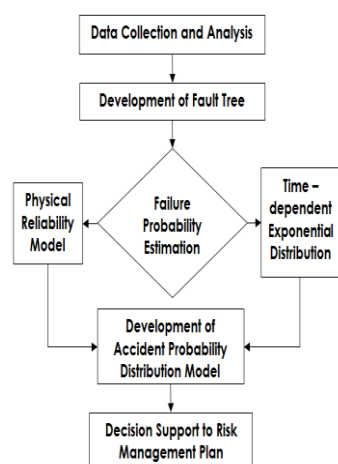 Data Collection and Analysis
Development of Fault Tree
Physical
Reliability
Model
Failure
Probability
Estimation
Time –
dependent
Exponential
Distribution
Development of
Accident Probability
Distribution Model
Decision Support to Risk
Management Plan